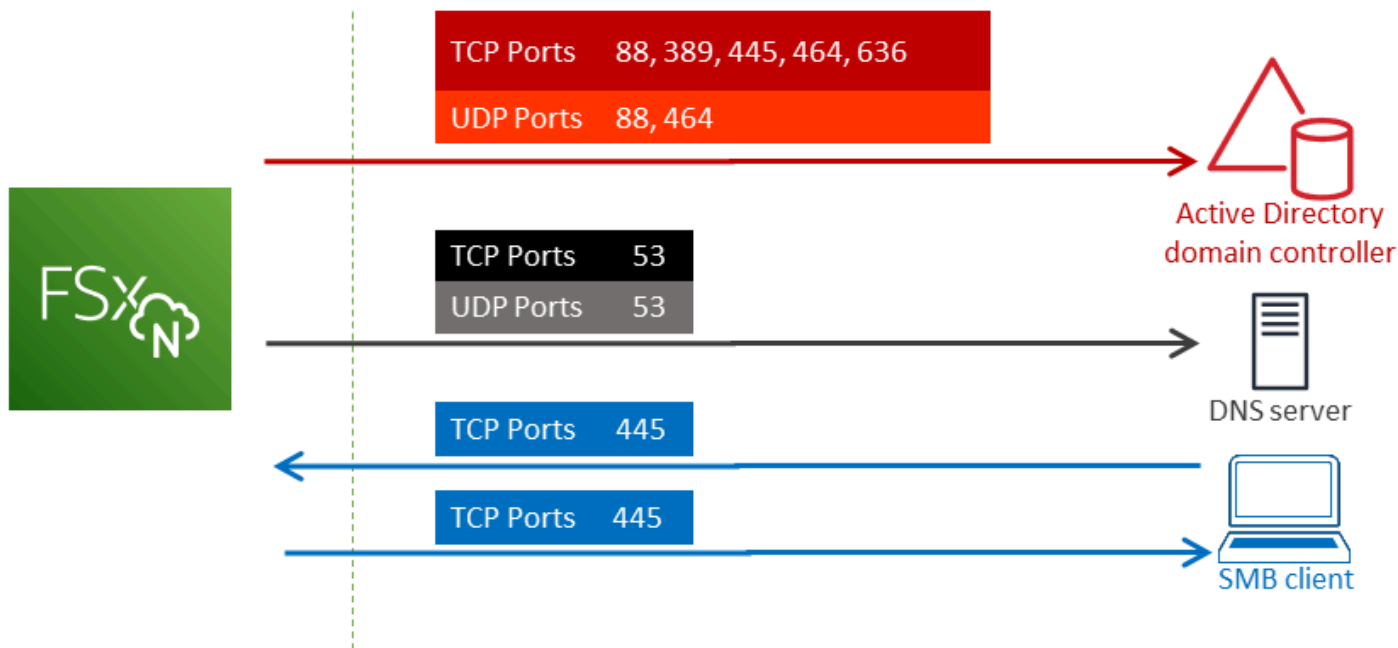 TCP Ports 88, 389, 445, 464, 636
UDP Ports 88, 464
Active Directory
domain controller
FSx
N
TCP Ports 53
UDP Ports 53
DNS server
TCP Ports 445
TCP Ports 445
SMB client